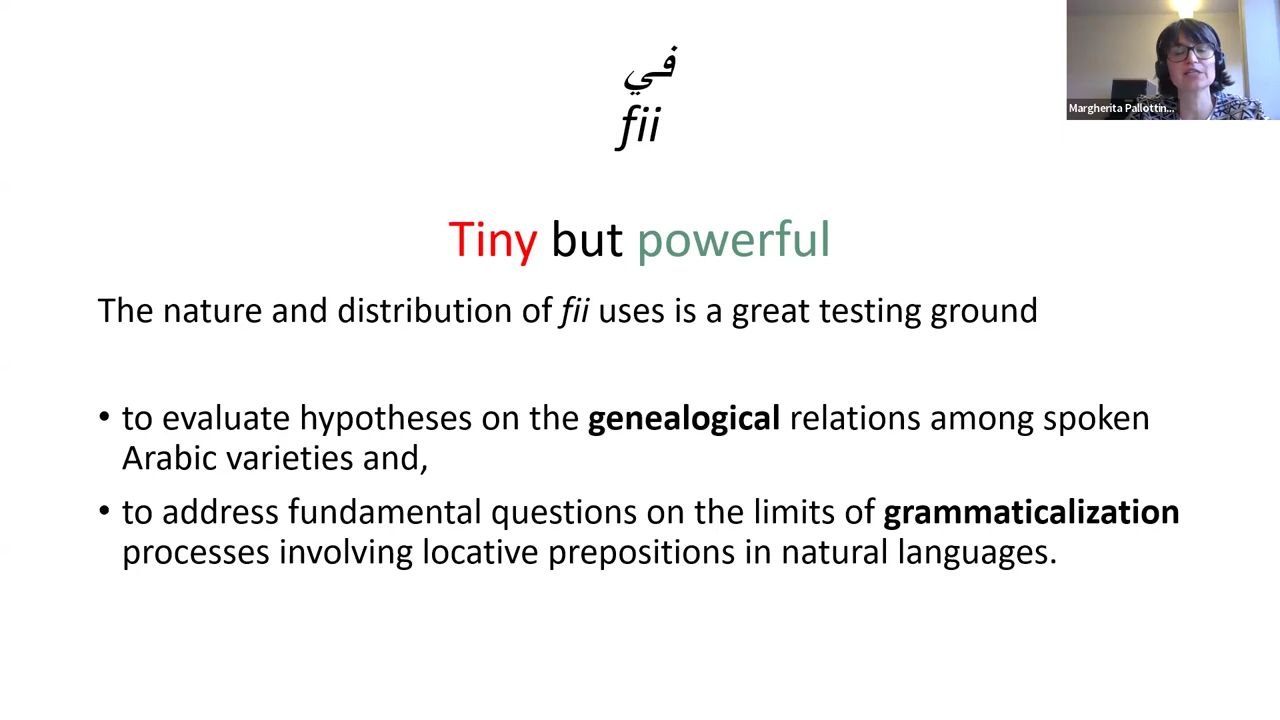 في
fii
Margherita Pallottin...
Tiny but powerful
The nature and distribution of fii uses is a great testing ground
• to evaluate hypotheses on the genealogical relations among spoken
Arabic varieties and,
• to address fundamental questions on the limits of grammaticalization
processes involving locative prepositions in natural languages.